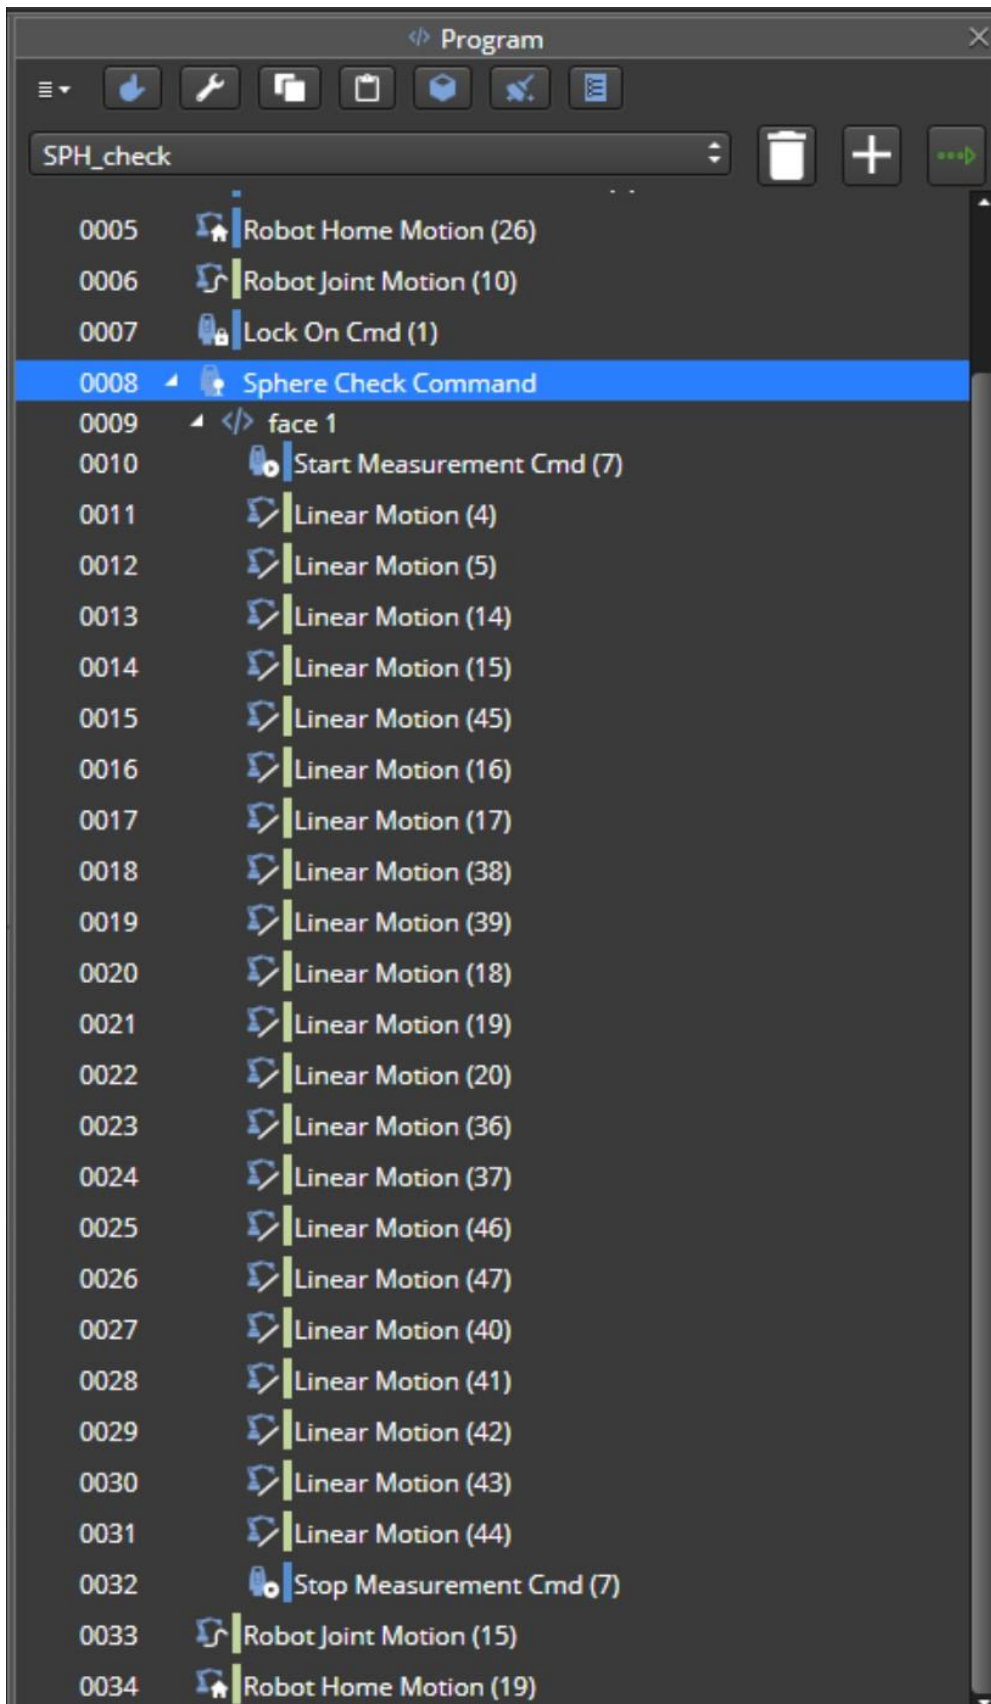 </> Program
SPH_check
0005 Robot Home Motion (26)
0006 Robot Joint Motion (10)
0007 Lock On Cmd (1)
0008 Sphere Check Command
0009 </> face 1
0010 Start Measurement Cmd (7)
0011 Linear Motion (4)
0012 Linear Motion (5)
0013 Linear Motion (14)
0014 Linear Motion (15)
0015 Linear Motion (45)
0016 Linear Motion (16)
0017 Linear Motion (17)
0018 Linear Motion (38)
0019 Linear Motion (39)
0020 Linear Motion (18)
0021 Linear Motion (19)
0022 Linear Motion (20)
0023 Linear Motion (36)
0024 Linear Motion (37)
0025 Linear Motion (46)
0026 Linear Motion (47)
0027 Linear Motion (40)
0028 Linear Motion (41)
0029 Linear Motion (42)
0030 Linear Motion (43)
0031 Linear Motion (44)
0032 Stop Measurement Cmd (7)
0033 Robot Joint Motion (15)
0034 Robot Home Motion (19)